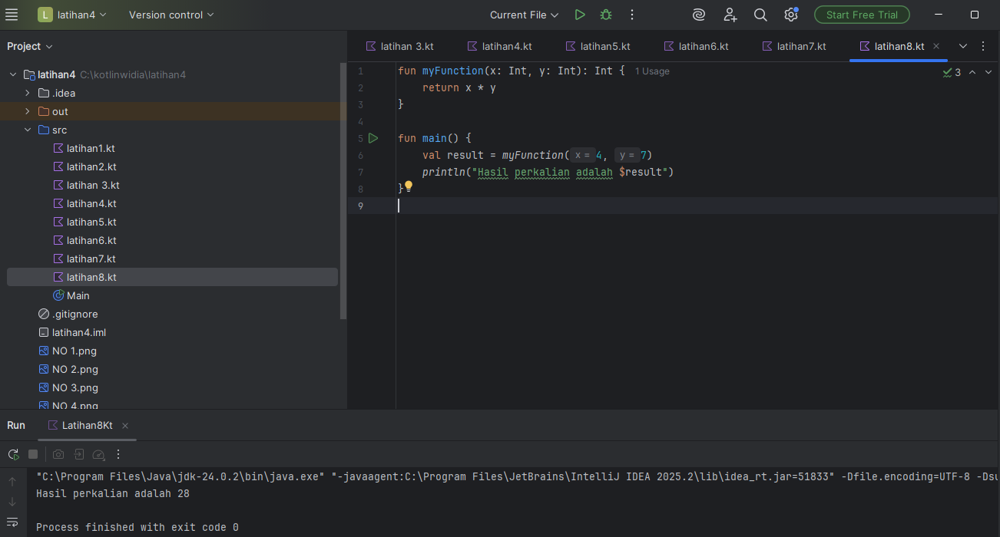 L latihan4 Version control Current File Start Free Trial
Project
latihan 3.kt latihan4.kt latihan5.kt latihan6.kt latihan7.kt latihan8.kt
latihan4 C:\kotlinwidia\latihan4
.idea
out
src
latihan1.kt
latihan2.kt
latihan 3.kt
latihan4.kt
latihan5.kt
latihan6.kt
latihan7.kt
latihan8.kt
Main
.gitignore
latihan4.iml
NO 1.png
NO 2.png
NO 3.png
NO 4.png
1 fun myFunction(x: Int, y: Int): Int { 1 Usage 3
2 return x * y
3 }
4
5 fun main() {
6 val result = myFunction( x = 4, y = 7)
7 println("Hasil perkalian adalah $result")
8 }
9
Run Latihan8Kt
"C:\Program Files\Java\jdk-24.0.2\bin\java.exe" "-javaagent:C:\Program Files\JetBrains\IntelliJ IDEA 2025.2\lib\idea_rt.jar=51833" -Dfile.encoding=UTF-8 -Dsu
Hasil perkalian adalah 28
Process finished with exit code 0